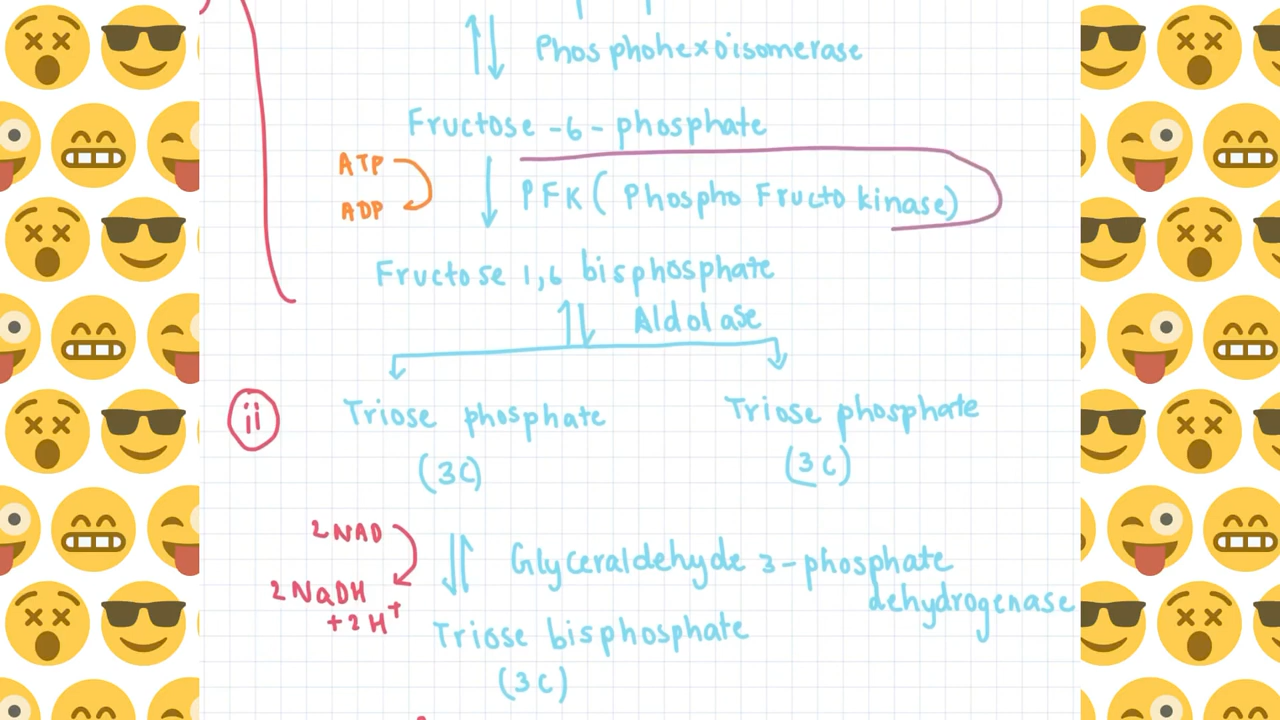 Phosphohexoisomerase
Fructose -6- phosphate
ATP
ADP
PFK ( Phospho Fructo kinase)
Fructose 1,6 bisphosphate
Aldolase
ii
Triose phosphate
Triose phosphate
(3C)
(3C)
2NAD
2NaDH
+2H+
Glyceraldehyde 3-phosphate
dehydrogenase
Triose bisphosphate
(3C)